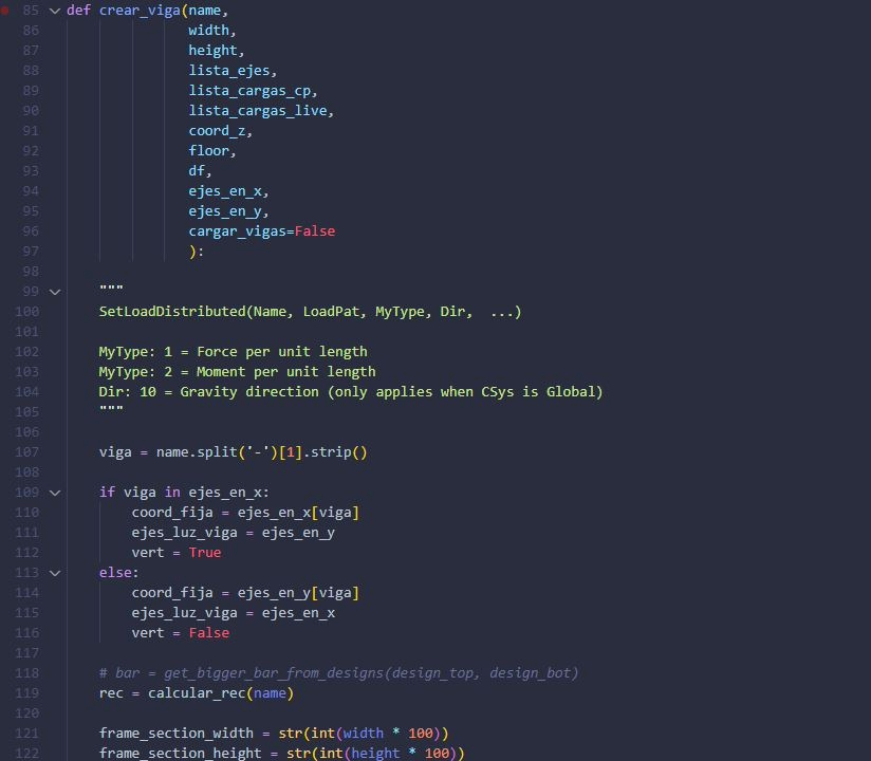 85 def crear_viga(name,
86 width,
87 height,
88 lista_ejes,
89 lista_cargas_cp,
90 lista_cargas_live,
91 coord_z,
92 floor,
93 df,
94 ejes_en_x,
95 ejes_en_y,
96 cargar_vigas=False
97 ):
98
99 """
100 SetLoadDistributed(Name, LoadPat, MyType, Dir,  ...)
101
102 MyType: 1 = Force per unit length
103 MyType: 2 = Moment per unit length
104 Dir: 10 = Gravity direction (only applies when CSys is Global)
105 """
106
107 viga = name.split('-')[1].strip()
108
109 if viga in ejes_en_x:
110 coord_fija = ejes_en_x[viga]
111 ejes_luz_viga = ejes_en_y
112 vert = True
113 else:
114 coord_fija = ejes_en_y[viga]
115 ejes_luz_viga = ejes_en_x
116 vert = False
117
118 # bar = get_bigger_bar_from_designs(design_top, design_bot)
119 rec = calcular_rec(name)
120
121 frame_section_width = str(int(width * 100))
122 frame_section_height = str(int(height * 100))